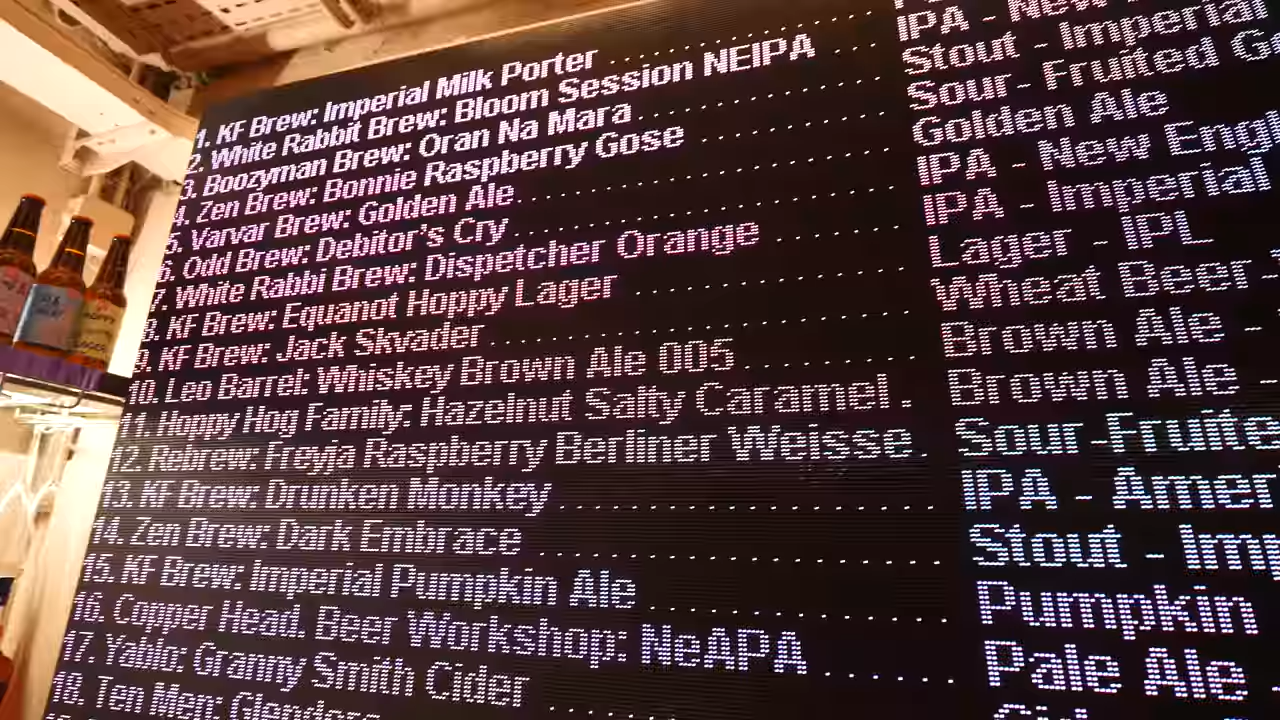 1. KF Brew: Imperial Milk Porter
2. White Rabbit Brew: Bloom Session NEIPA IPA - New
3. Boozyman Brew: Oran Na Mara Stout - Imperial
4. Zen Brew: Bonnie Raspberry Gose Sour - Fruited G
5. Varvar Brew: Golden Ale Golden Ale
6. Odd Brew: Debitor's Cry IPA - New Engl
7. White Rabbi Brew: Dispetcher Orange IPA - Imperial
8. KF Brew: Equanot Hoppy Lager Lager - IPL
9. KF Brew: Jack Skvader Wheat Beer -
10. Leo Barrel: Whiskey Brown Ale 005 Brown Ale -
11. Hoppy Hog Family: Hazelnut Salty Caramel Brown Ale -
12. Rebrew: Freyja Raspberry Berliner Weisse Sour-Fruite
13. KF Brew: Drunken Monkey IPA - Amer
14. Zen Brew: Dark Embrace Stout - Imp
15. KF Brew: Imperial Pumpkin Ale Pumpkin
16. Copper Head. Beer Workshop: NeAPA Pale Ale
17. Yablo: Granny Smith Cider
18. Ten Men: Glenders